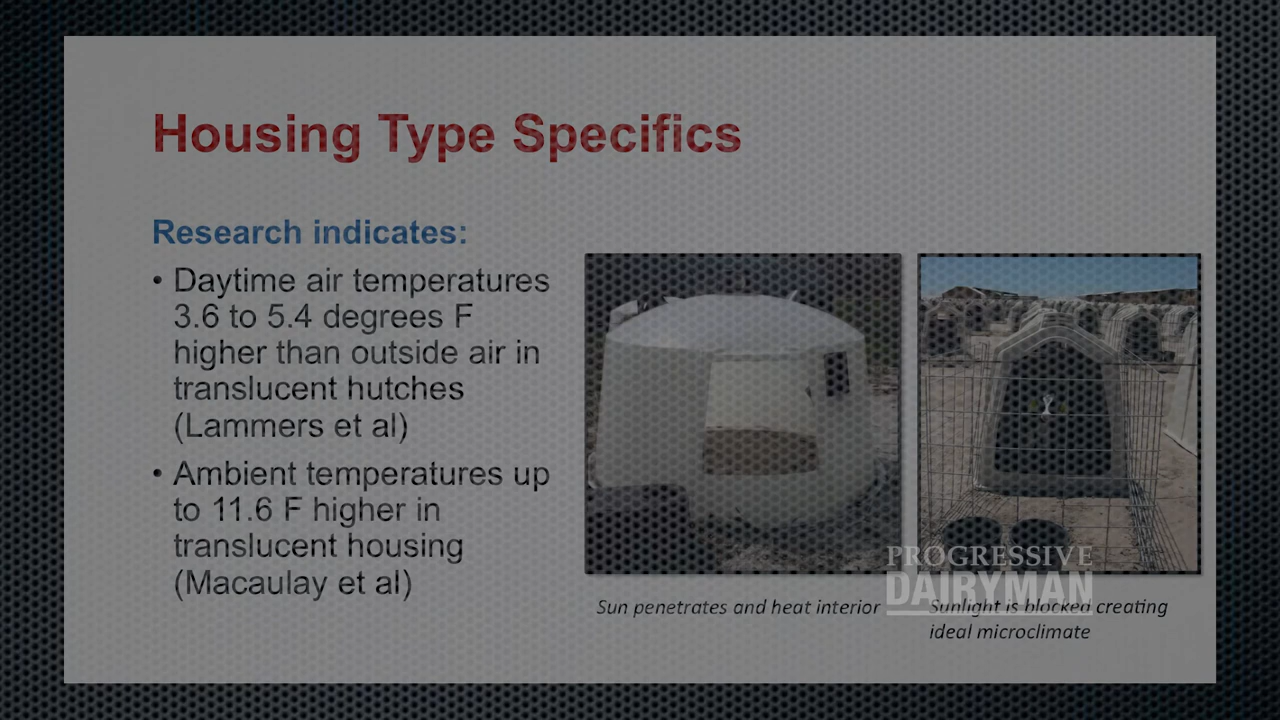 Housing Type Specifics
Research indicates:
• Daytime air temperatures
3.6 to 5.4 degrees F
higher than outside air in
translucent hutches
(Lammers et al)
• Ambient temperatures up
to 11.6 F higher in
translucent housing
(Macaulay et al)
Sun penetrates and heat interior
Sunlight is blocked creating
ideal microclimate
PROGRESSIVE
DAIRYMAN